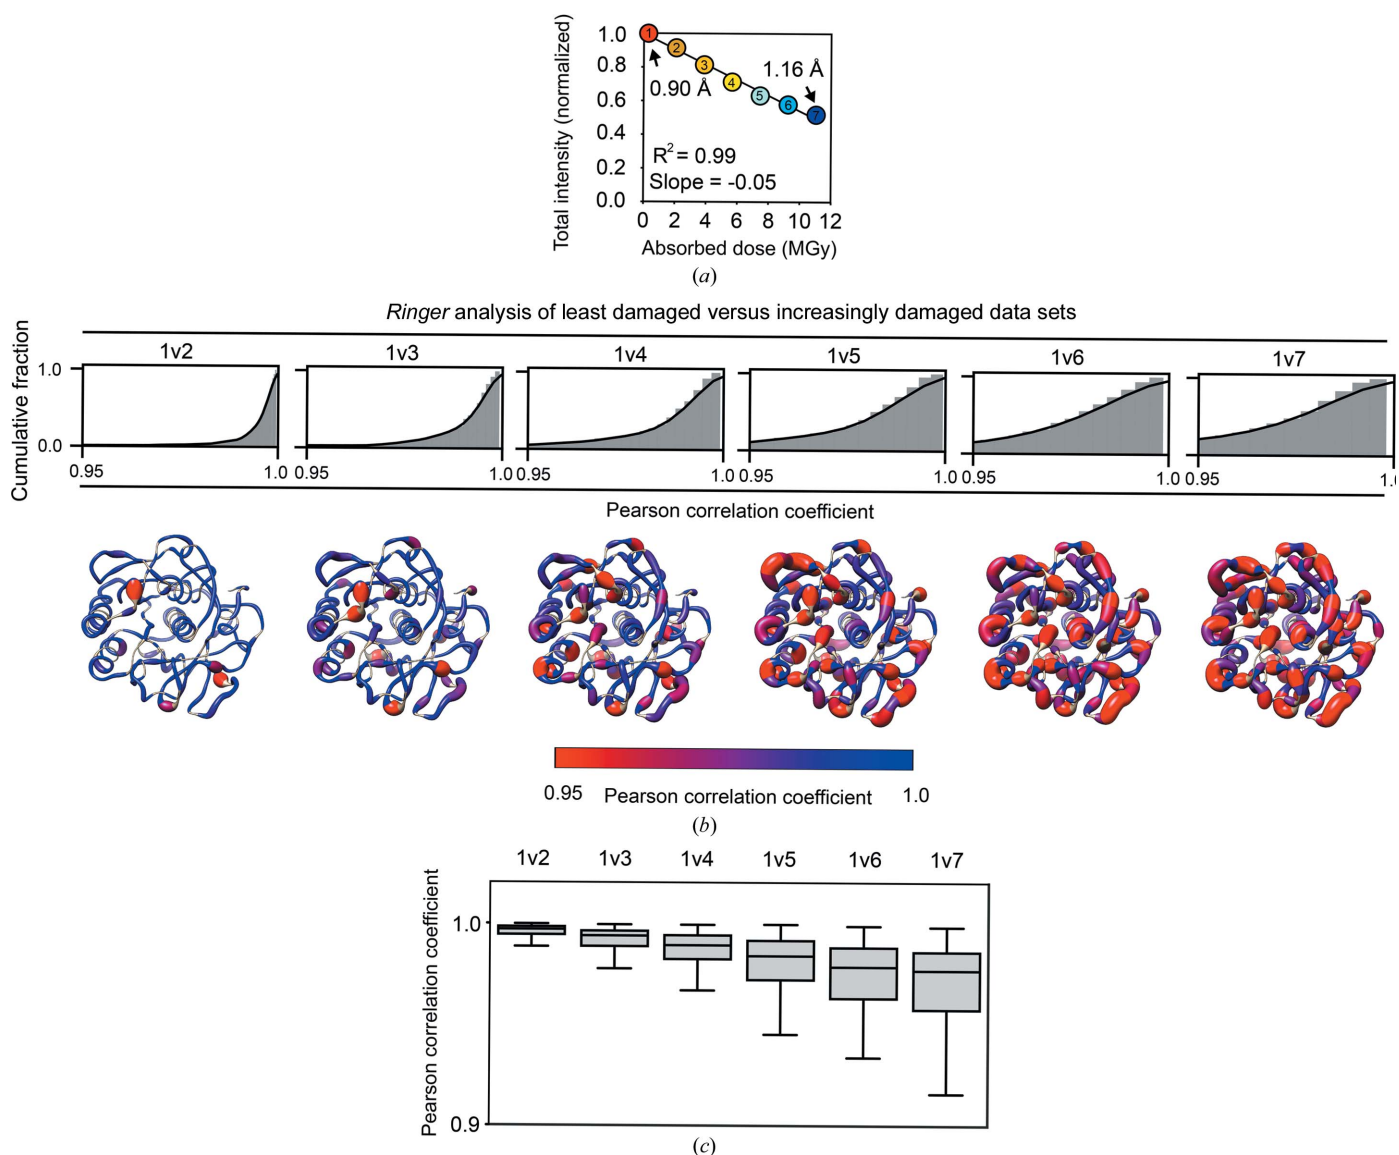 Total intensity (normalized)
1.0
0.8
0.6
0.4
0.2
0.0
1
2
3
4
5
6
7
0.90 Å
1.16 Å
R2 = 0.99
Slope = -0.05
0 2 4 6 8 10 12
Absorbed dose (MGy)
(a)
Ringer analysis of least damaged versus increasingly damaged data sets
1v2 1v3 1v4 1v5 1v6 1v7
Cumulative fraction
1.0
0.0
0.95 1.0 0.95 1.0 0.95 1.0 0.95 1.0 0.95 1.0 0.95 1.
Pearson correlation coefficient
0.95 Pearson correlation coefficient 1.0
(b)
1v2 1v3 1v4 1v5 1v6 1v7
Pearson correlation coefficient
1.0
0.9
(c)